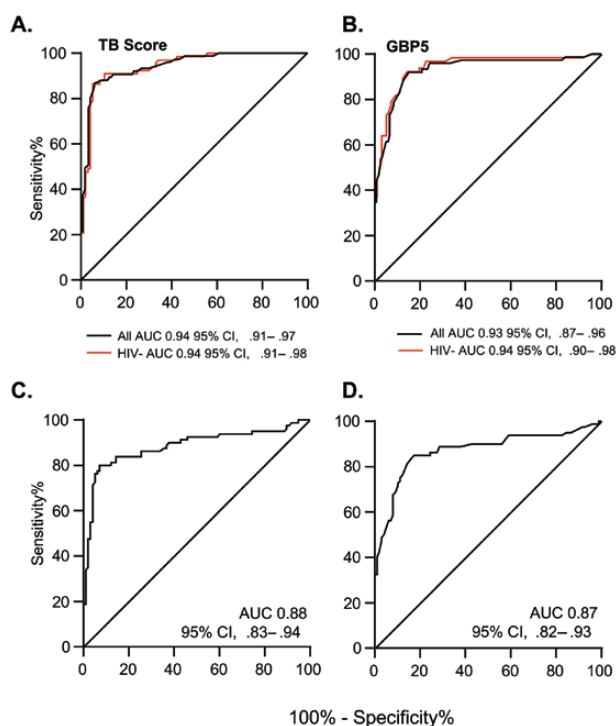 A.
TB Score
100
80
60
40
20
0
Sensitivity%
0 20 40 60 80 100
All AUC 0.94 95% CI, .91– .97
HIV- AUC 0.94 95% CI, .91– .98
B.
GBP5
100
80
60
40
20
0
0 20 40 60 80 100
All AUC 0.93 95% CI, .87– .96
HIV- AUC 0.94 95% CI, .90– .98
C.
100
80
60
40
20
0
Sensitivity%
0 20 40 60 80 100
AUC 0.88
95% CI, .83– .94
D.
100
80
60
40
20
0
0 20 40 60 80 100
AUC 0.87
95% CI, .82– .93
100% - Specificity%